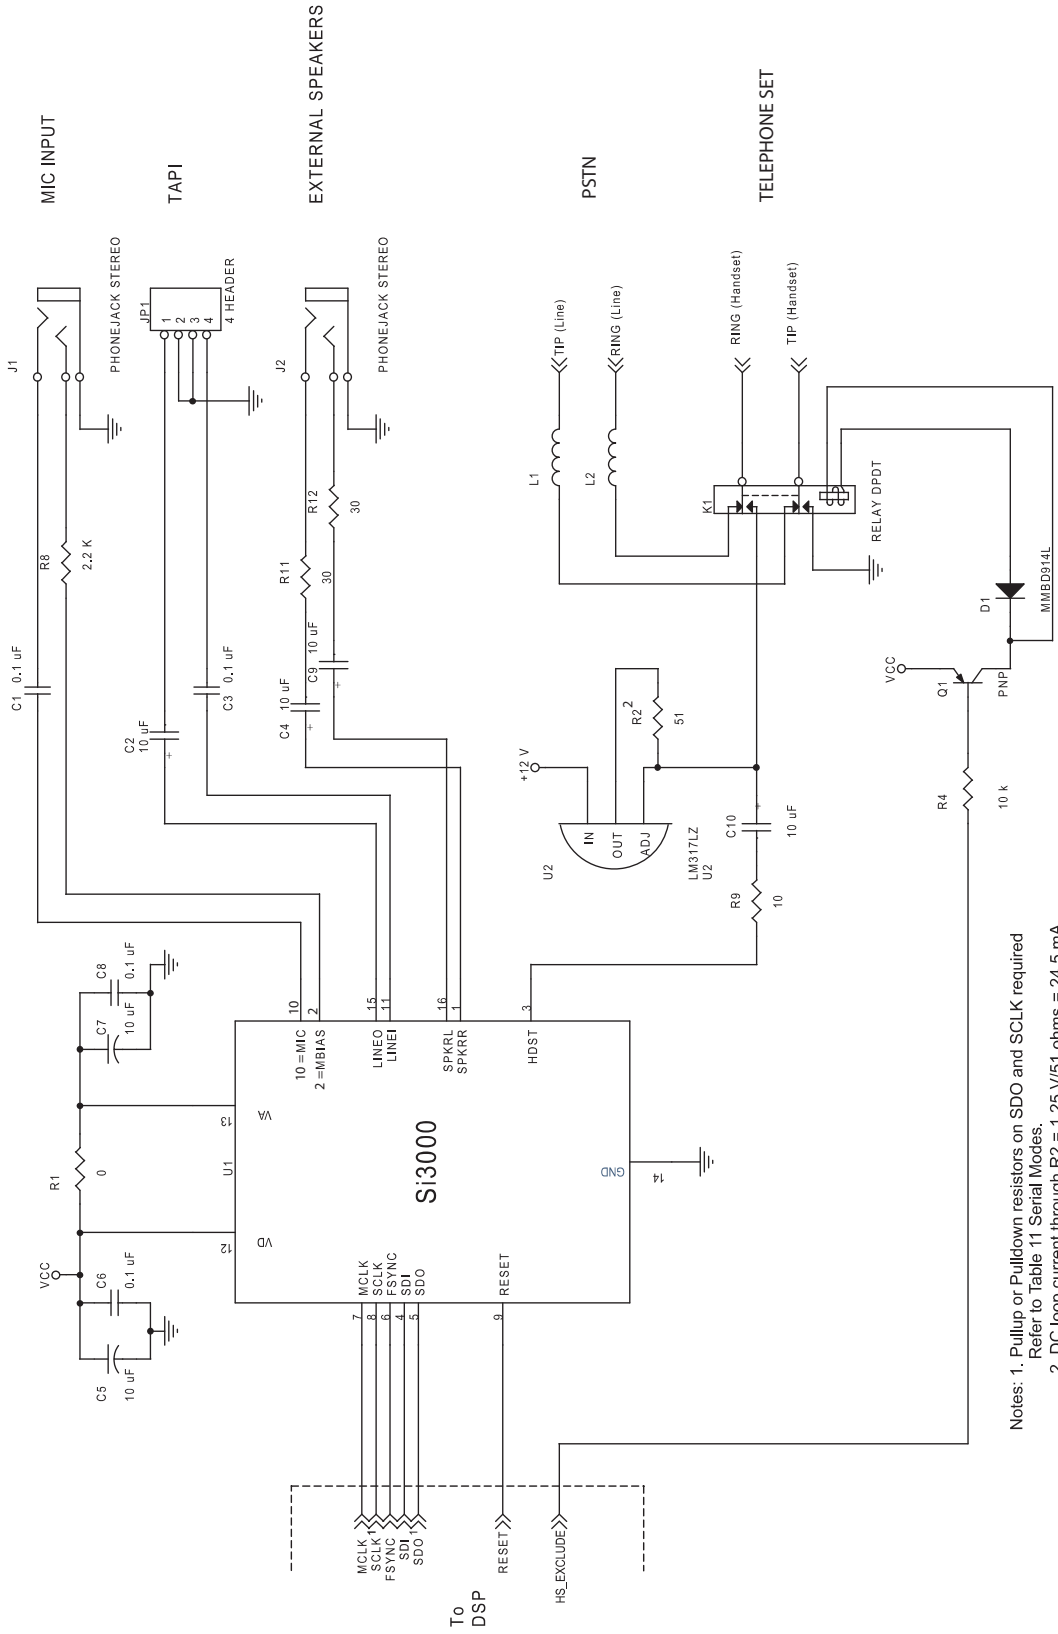 MIC INPUT
TAPI
EXTERNAL SPEAKERS
PSTN
TELEPHONE SET
J1
PHONEJACK STEREO
JP1
1
2
3
4
4 HEADER
J2
PHONEJACK STEREO
TIP (Line)
RING (Line)
RING (Handset)
TIP (Handset)
R8
2.2 K
C1
0.1 uF
C2
10 uF
+
C3
0.1 uF
R11
30
R12
30
C4
10 uF
+
C9
10 uF
+
L1
L2
K1
RELAY DPDT
D1
MMBD914L
VCC
Q1
PNP
R4
10 k
+12 V
R2 2
51
U2
IN
OUT
ADJ
LM317LZ
U2
C10
+
10 uF
R9
10
VCC
C5
10 uF
C6
0.1 uF
R1
0
C7
10 uF
C8
0.1 uF
12
VD
U1
13
VA
10
10 =MIC
2
2 =MBIAS
15
LINEO
11
LINEI
16
SPKRL
1
SPKRR
3
HDST
Si3000
GND
14
7
MCLK
8
SCLK
6
FSYNC
4
SDI
5
SDO
9
RESET
MCLK
SCLK 1
FSYNC
SDI
SDO 1
RESET
HS_EXCLUDE
To
DSP
Notes: 1. Pullup or Pulldown resistors on SDO and SCLK required
Refer to Table 11 Serial Modes.
2. DC loop current through R2 = 1.25 V/51 ohms = 24.5 mA